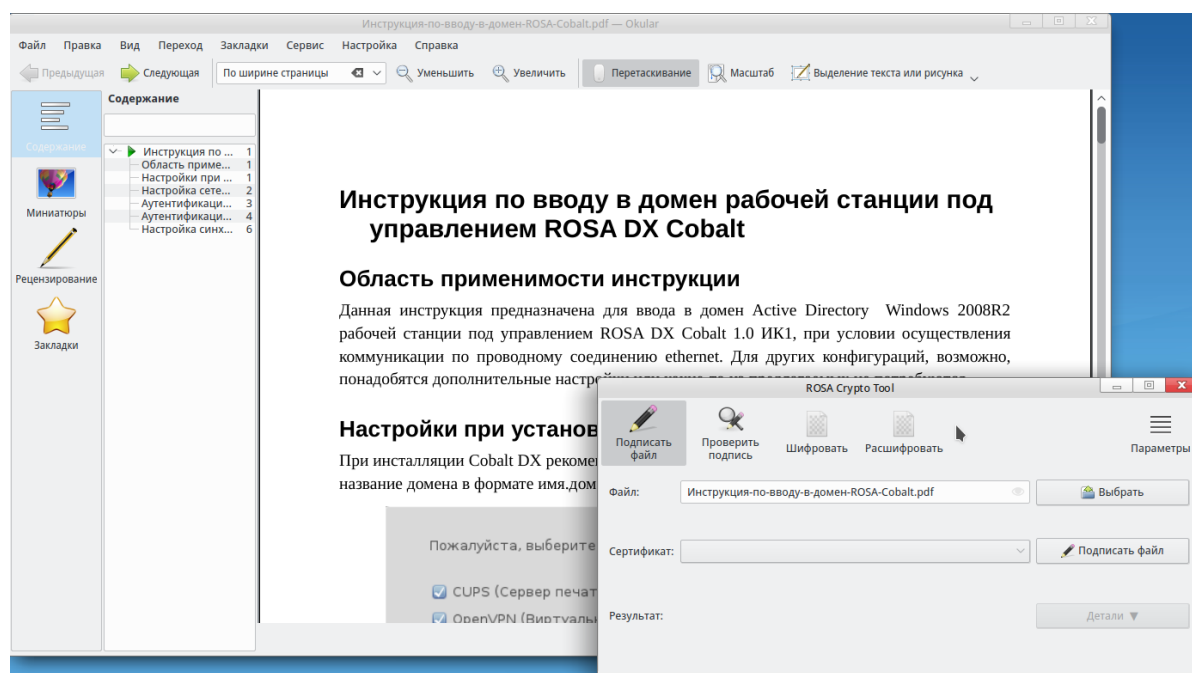 Инструкция-по-вводу-в-домен-ROSA-Cobalt.pdf — Okular
Файл Правка Вид Переход Закладки Сервис Настройка Справка
Предыдущая Следующая По ширине страницы Уменьшить Увеличить Перетаскивание Масштаб Выделение текста или рисунка
Содержание
Содержание
Инструкция по ... 1
Область приме... 1
Настройки при ... 1
Настройка сете... 2
Аутентификаци... 3
Аутентификаци... 4
Настройка синх... 6
Миниатюры
Рецензирование
Закладки
Инструкция по вводу в домен рабочей станции под
управлением ROSA DX Cobalt
Область применимости инструкции
Данная инструкция предназначена для ввода в домен Active Directory Windows 2008R2
рабочей станции под управлением ROSA DX Cobalt 1.0 ИК1, при условии осуществления
коммуникации по проводному соединению ethernet. Для других конфигураций, возможно,
понадобятся дополнительные
Настройки при установ
При инсталляции Cobalt DX рекоме
название домена в формате имя.дом
Пожалуйста, выберите
CUPS (Сервер печат
OpenVPN (Виртуаль
ROSA Crypto Tool
Подписать
файл
Проверить
подпись
Шифровать
Расшифровать
Параметры
Файл: Инструкция-по-вводу-в-домен-ROSA-Cobalt.pdf Выбрать
Сертификат: Подписать файл
Результат: Детали ▼